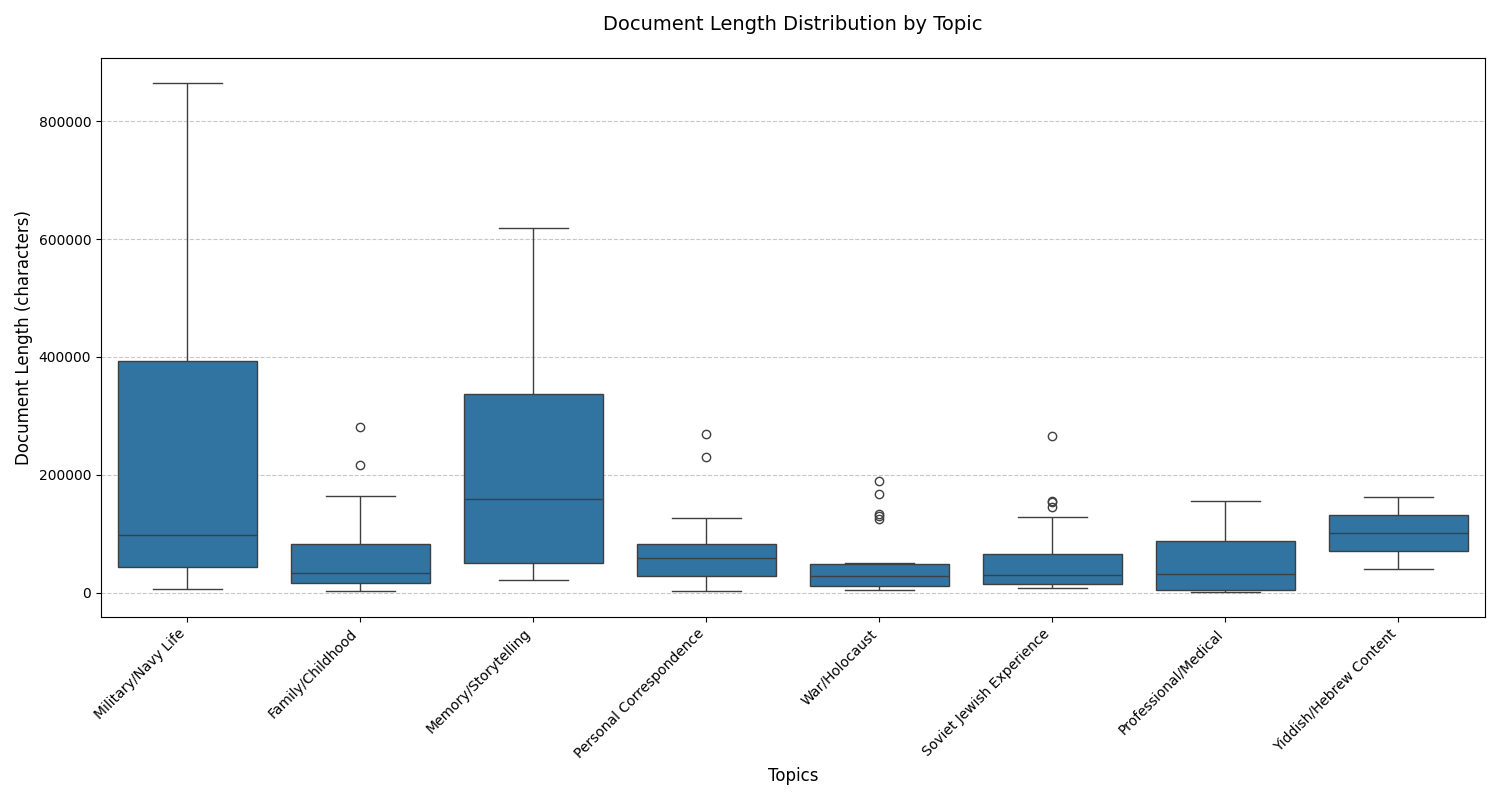 Document Length Distribution by Topic
Document Length (characters)
800000
600000
400000
200000
0
Military/Navy Life
Family/Childhood
Memory/Storytelling
Personal Correspondence
War/Holocaust
Soviet Jewish Experience
Professional/Medical
Yiddish/Hebrew Content
Topics